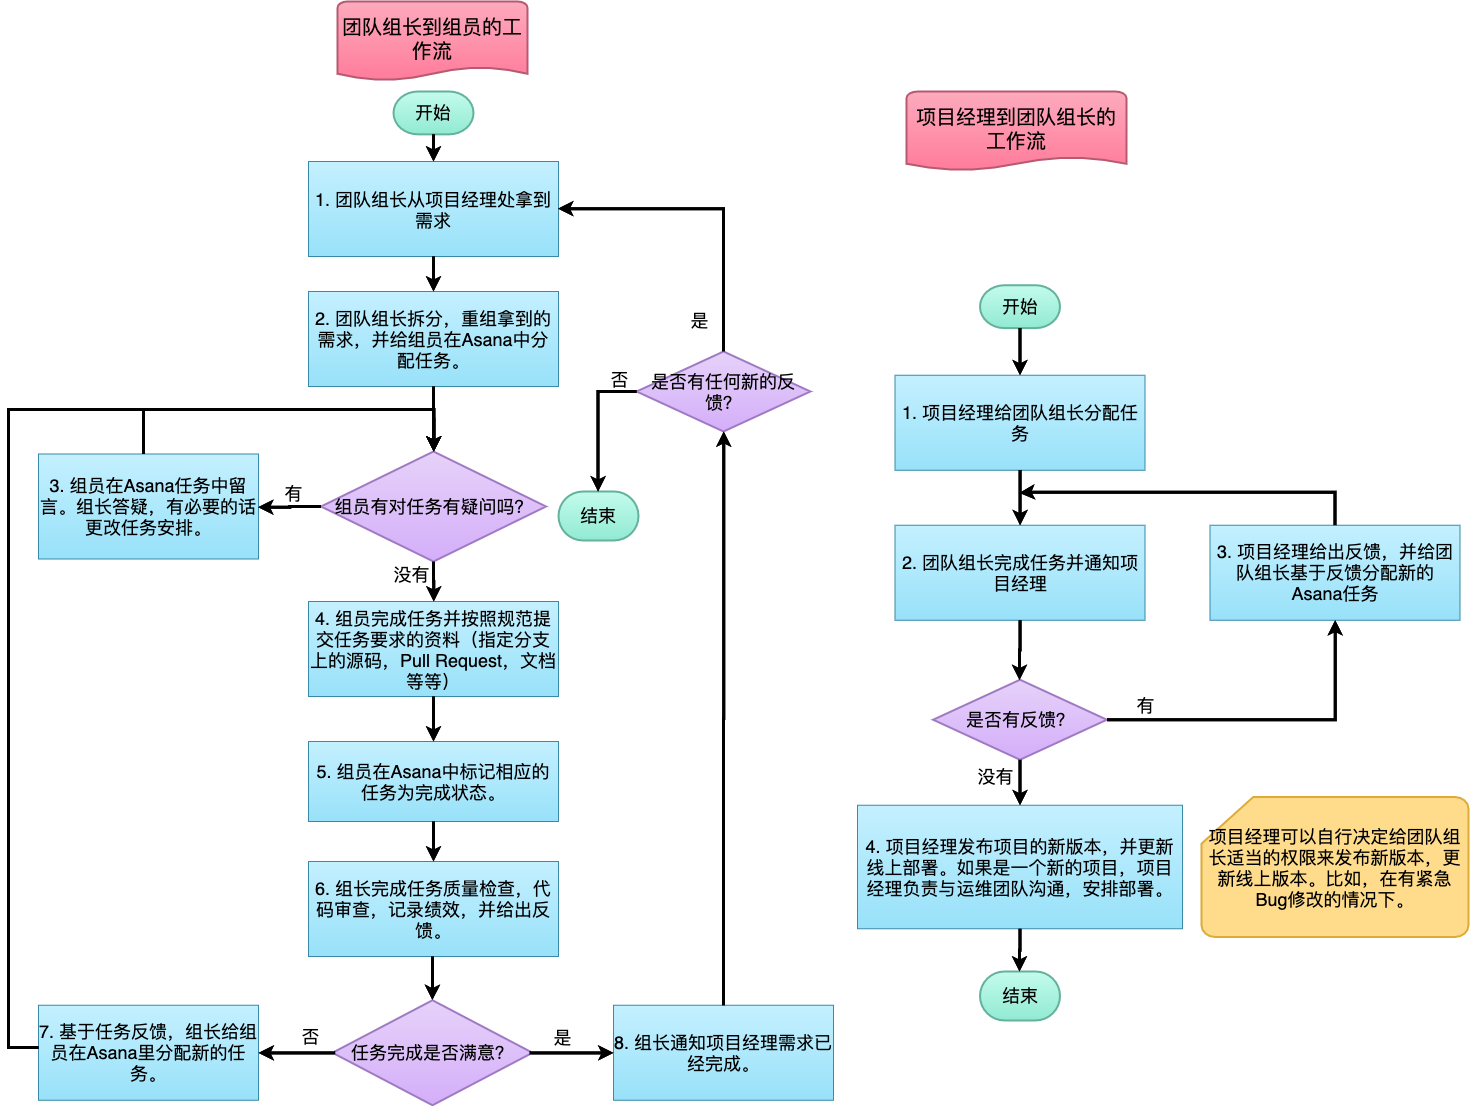 团队组长到组员的工
作流
开始
1. 团队组长从项目经理处拿到
需求
2. 团队组长拆分，重组拿到的
需求，并给组员在Asana中分
配任务。
是
否
是否有任何新的反
馈？
结束
3. 组员在Asana任务中留
言。组长答疑，有必要的话
更改任务安排。
有
组员有对任务有疑问吗？
没有
4. 组员完成任务并按照规范提
交任务要求的资料（指定分支
上的源码，Pull Request，文档
等等）
5. 组员在Asana中标记相应的
任务为完成状态。
6. 组长完成任务质量检查，代
码审查，记录绩效，并给出反
馈。
7. 基于任务反馈，组长给组
员在Asana里分配新的任
务。
否
任务完成是否满意？
是
8. 组长通知项目经理需求已
经完成。
项目经理到团队组长的
工作流
开始
1. 项目经理给团队组长分配任
务
2. 团队组长完成任务并通知项
目经理
3. 项目经理给出反馈，并给团
队组长基于反馈分配新的
Asana任务
是否有反馈？
有
没有
4. 项目经理发布项目的新版本，并更新
线上部署。如果是一个新的项目，项目
经理负责与运维团队沟通，安排部署。
项目经理可以自行决定给团队组
长适当的权限来发布新版本，更
新线上版本。比如，在有紧急
Bug修改的情况下。
结束